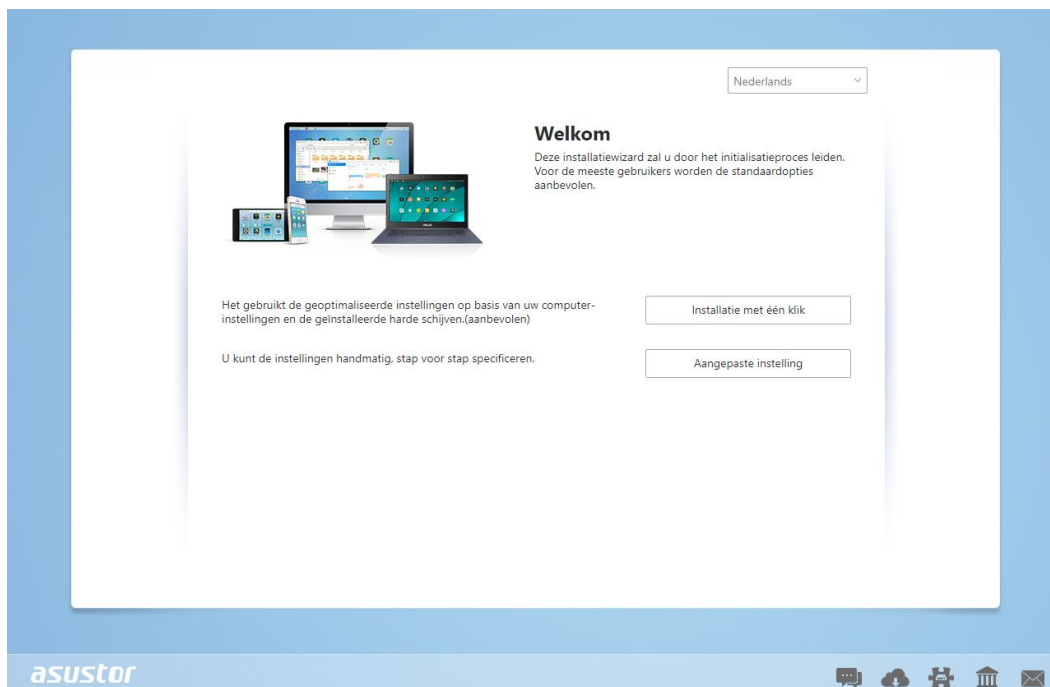 Nederlands
Welkom
Deze installatiewizard zal u door het initialisatieproces leiden.
Voor de meeste gebruikers worden de standaardopties
aanbevolen.
Het gebruikt de geoptimaliseerde instellingen op basis van uw computer-
instellingen en de geïnstalleerde harde schijven.(aanbevolen)
Installatie met één klik
U kunt de instellingen handmatig, stap voor stap specificeren.
Aangepaste instelling
asustor